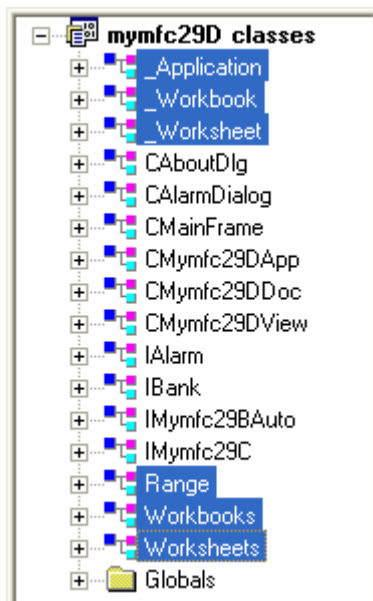 mymfc29D classes
_Application
_Workbook
_Worksheet
CAboutDlg
CAlarmDialog
CMainFrame
CMymfc29DApp
CMymfc29DDoc
CMymfc29DView
IAlarm
IBank
IMymfc29BAuto
IMymfc29C
Range
Workbooks
Worksheets
Globals